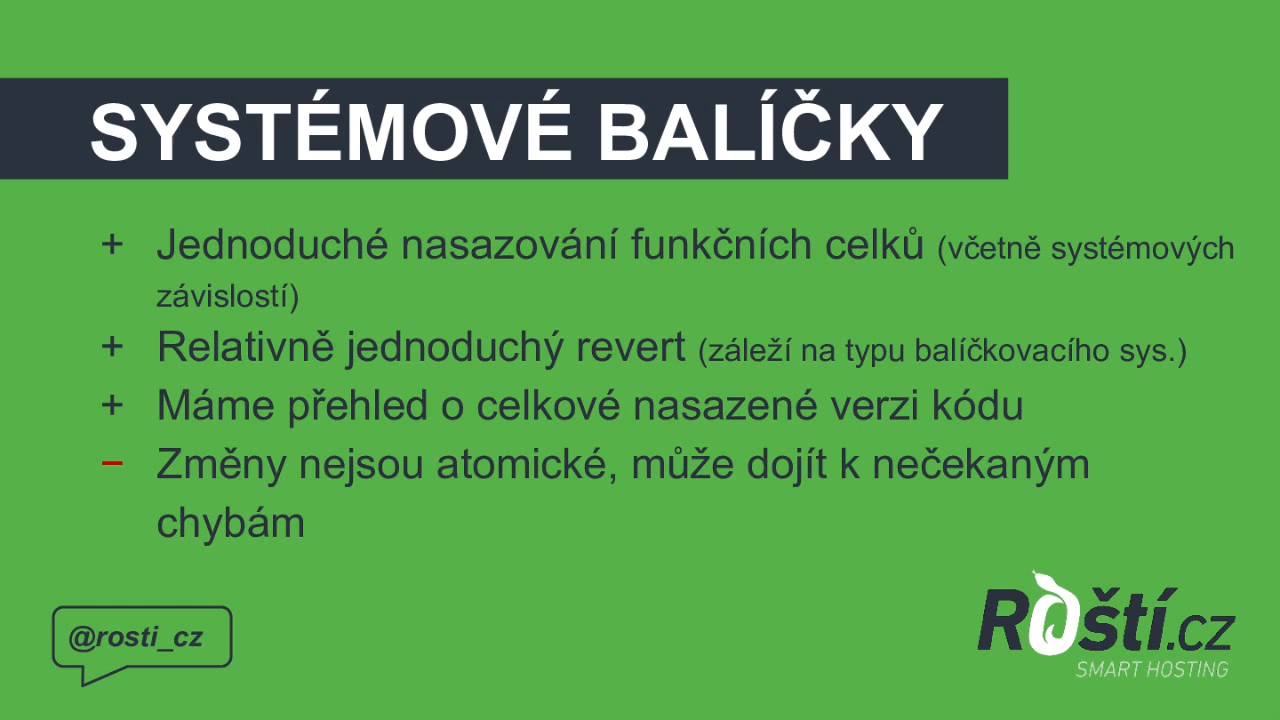 SYSTÉMOVÉ BALÍČKY
+ Jednoduché nasazování funkčních celků (včetně systémových
závislostí)
+ Relativně jednoduchý revert (záleží na typu balíčkovacího sys.)
+ Máme přehled o celkové nasazené verzi kódu
− Změny nejsou atomické, může dojít k nečekaným
chybám
@rosti_cz
Roští.cz
SMART HOSTING